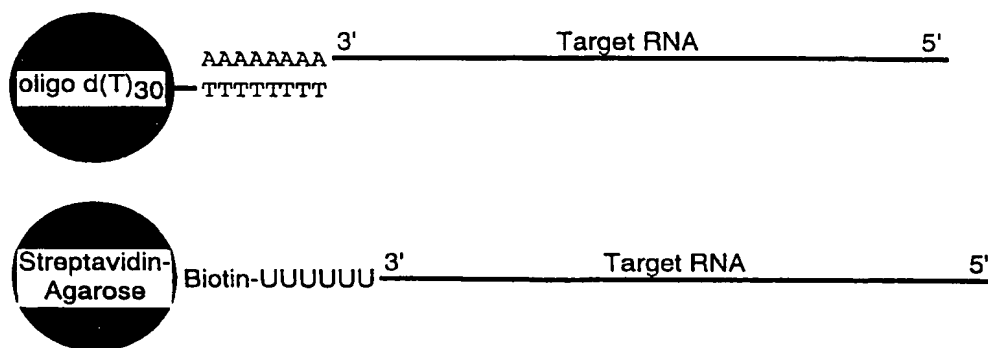 3' Target RNA 5'
AAAAAAAA
oligo d(T)30
TTTTTTTT
3' Target RNA 5'
Streptavidin-
Agarose
Biotin-UUUUUU